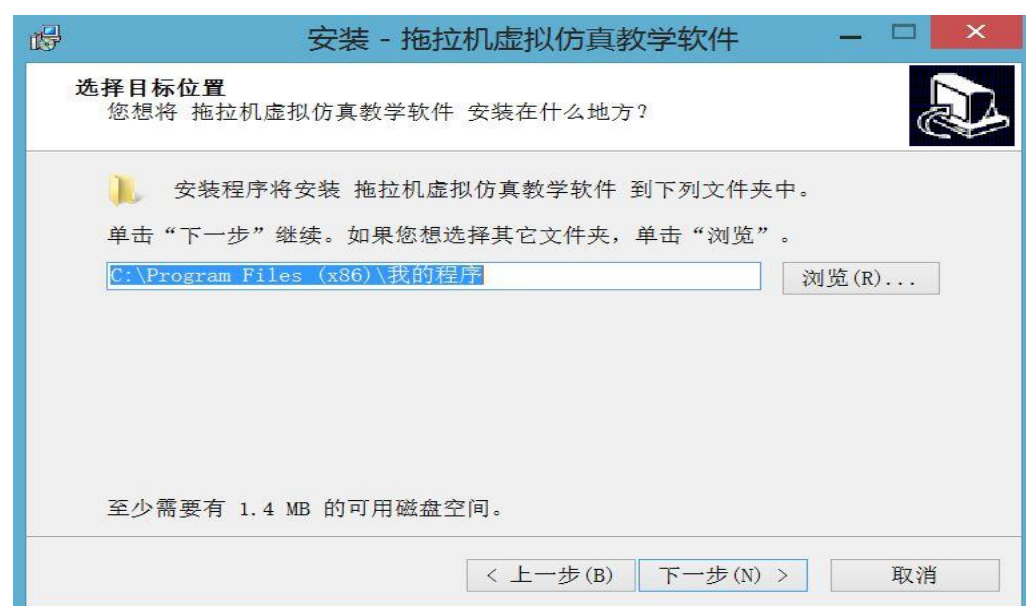 安装 - 拖拉机虚拟仿真教学软件
选择目标位置
您想将 拖拉机虚拟仿真教学软件 安装在什么地方?
安装程序将安装 拖拉机虚拟仿真教学软件 到下列文件夹中。
单击“下一步”继续。如果您想选择其它文件夹，单击“浏览”。
C:\Program Files (x86)\我的程序
浏览(R)...
至少需要有 1.4 MB 的可用磁盘空间。
< 上一步(B) 下一步(N) > 取消